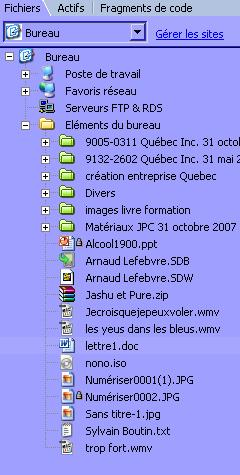 Fichiers Actifs Fragments de code
Bureau Gérer les sites
Bureau
Poste de travail
Favoris réseau
Serveurs FTP & RDS
Eléments du bureau
9005-0311 Québec Inc. 31 mai
9132-2602 Québec Inc. 31 mai 2
création entreprise Quebec
Divers
images livre formation
Matériaux JPC 31 octobre 2007
Alcool1900.ppt
Arnaud Lefebvre.SDB
Arnaud Lefebvre.SDW
Jashu et Pure.zip
Jecroisquejepeuxvoler.wmv
les yeus dans les bleus.wmv
lettre1.doc
nono.iso
Numériser0001(1).JPG
Numériser0002.JPG
Sans titre-1.jpg
Sylvain Boutin.txt
trop fort.wmv